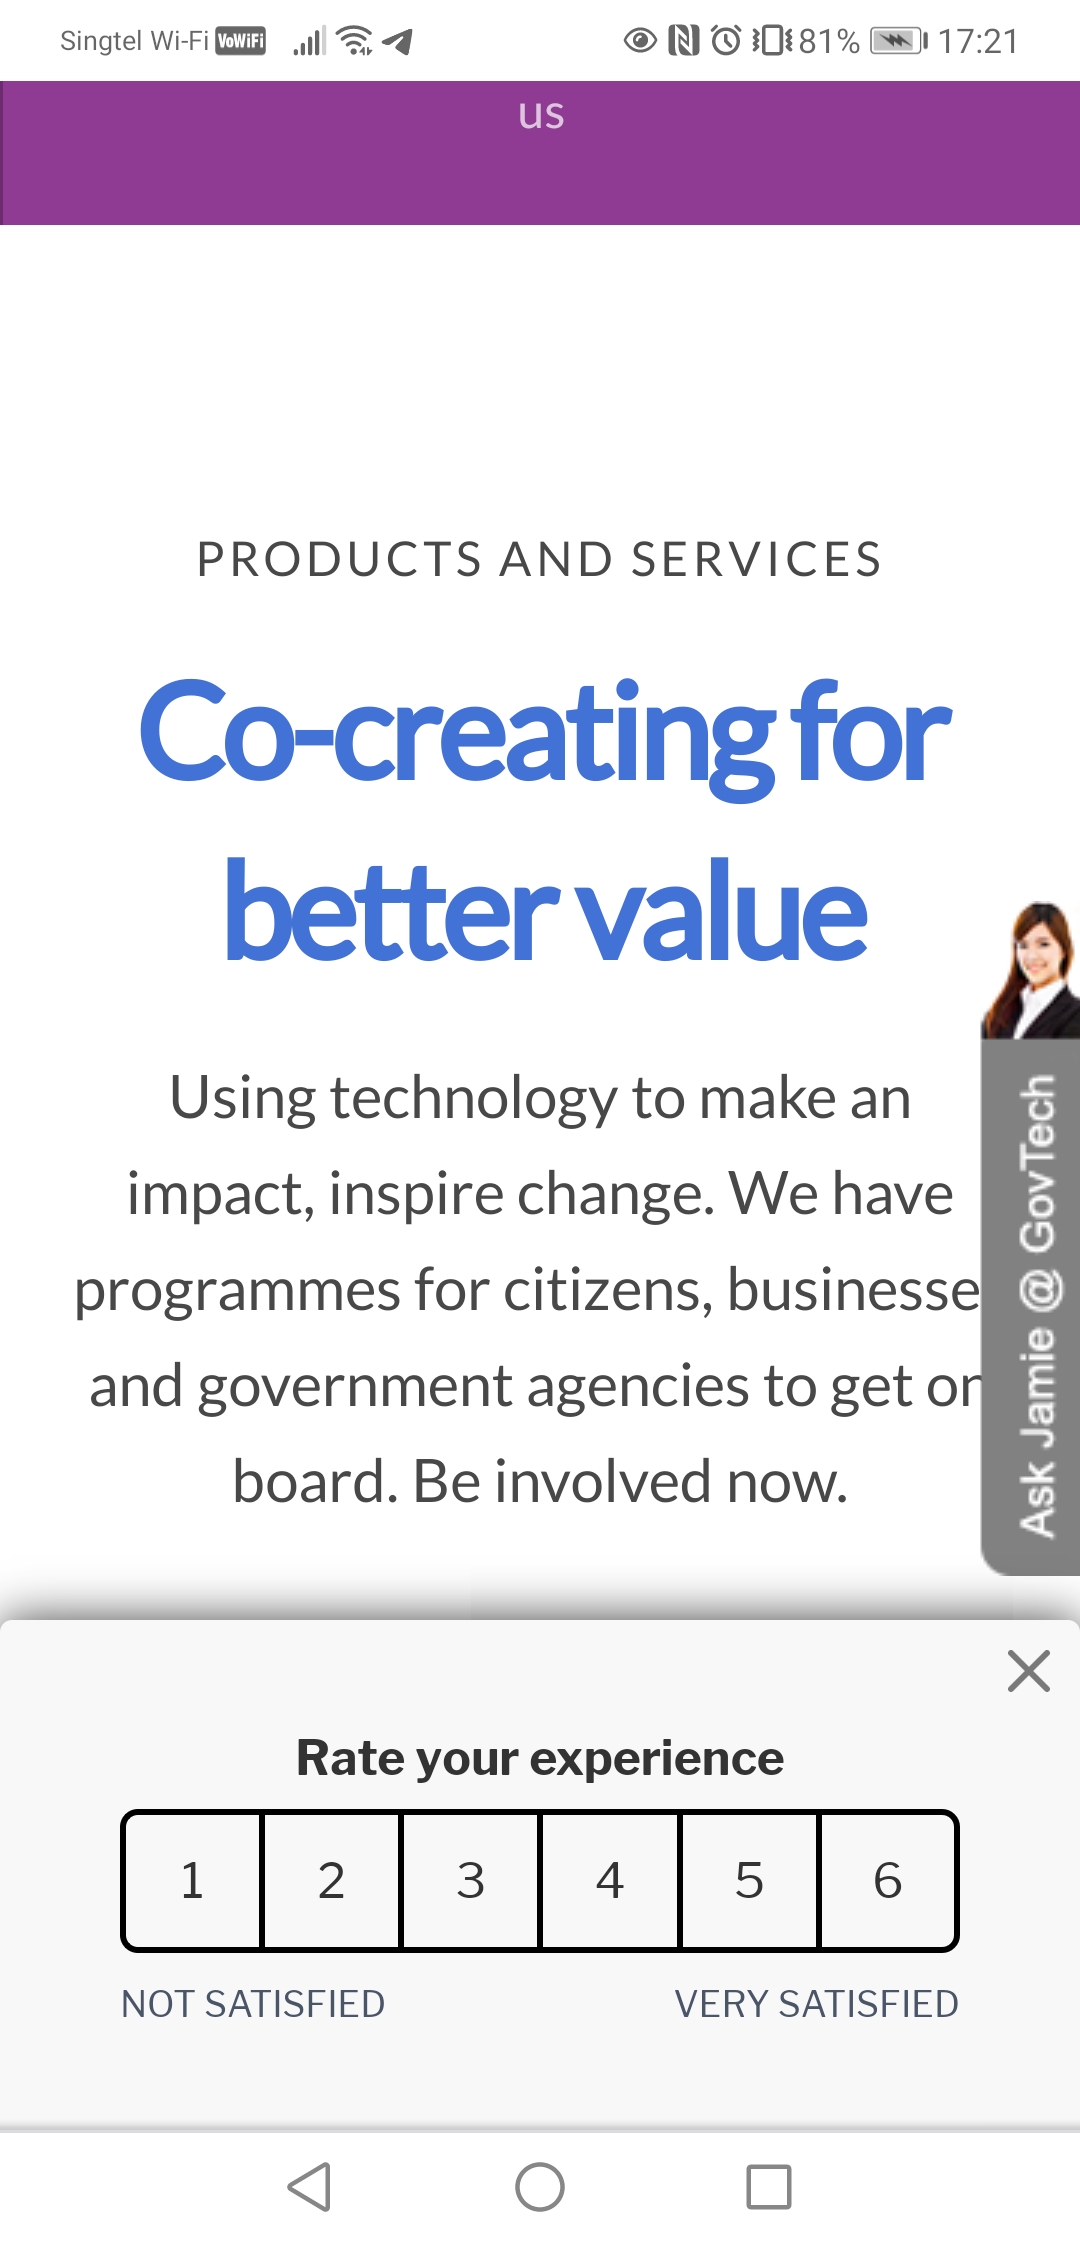 Singtel Wi-Fi VoWiFi 81% 17:21
us
PRODUCTS AND SERVICES
Co-creating for
better value
Using technology to make an
impact, inspire change. We have
programmes for citizens, businesse
and government agencies to get on
board. Be involved now.
Ask Jamie @ GovTech
Rate your experience
1 2 3 4 5 6
NOT SATISFIED VERY SATISFIED